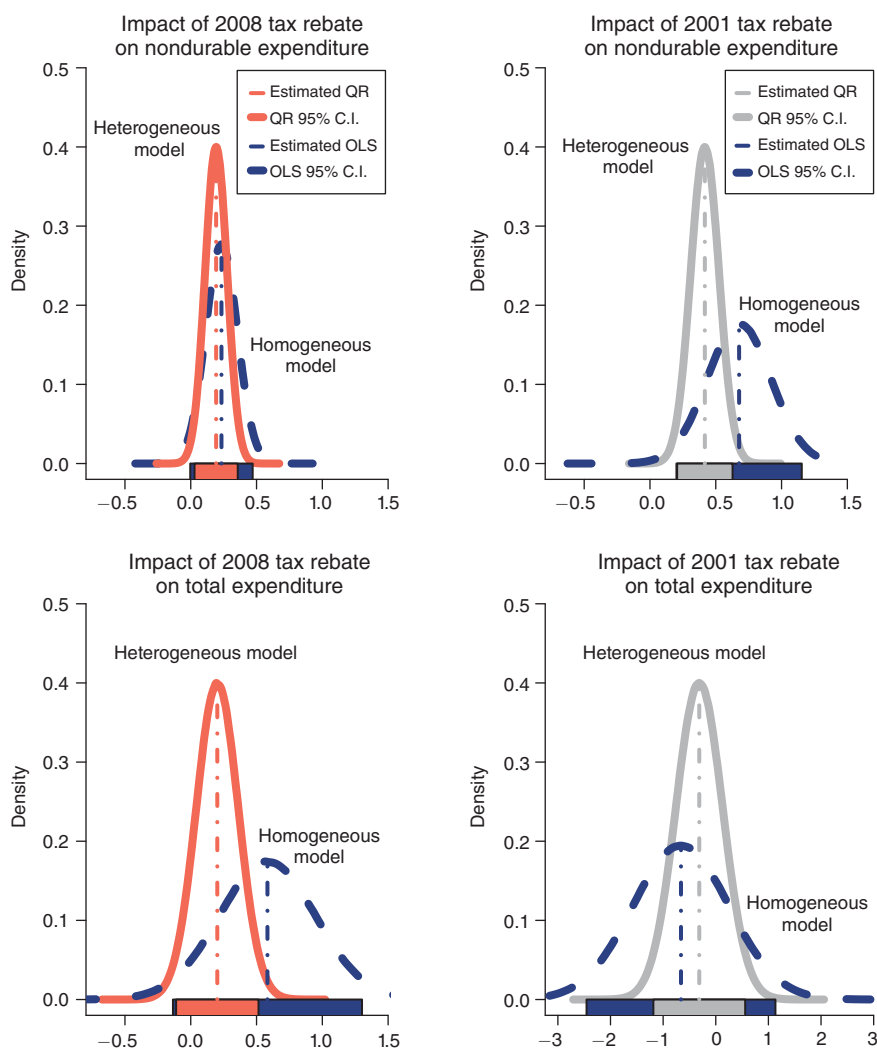 Impact of 2008 tax rebate
on nondurable expenditure
0.5
0.4
0.3
0.2
0.1
0.0
Density
−0.5
0.0
0.5
1.0
1.5
Heterogeneous
model
Homogeneous
model
Estimated QR
QR 95% C.I.
Estimated OLS
OLS 95% C.I.
Impact of 2001 tax rebate
on nondurable expenditure
0.5
0.4
0.3
0.2
0.1
0.0
Density
−0.5
0.0
0.5
1.0
1.5
Heterogeneous
model
Homogeneous
model
Estimated QR
QR 95% C.I.
Estimated OLS
OLS 95% C.I.
Impact of 2008 tax rebate
on total expenditure
0.5
0.4
0.3
0.2
0.1
0.0
Density
−0.5
0.0
0.5
1.0
1.5
Heterogeneous model
Homogeneous
model
Impact of 2001 tax rebate
on total expenditure
0.5
0.4
0.3
0.2
0.1
0.0
Density
−3
−2
−1
0
1
2
3
Heterogeneous model
Homogeneous
model